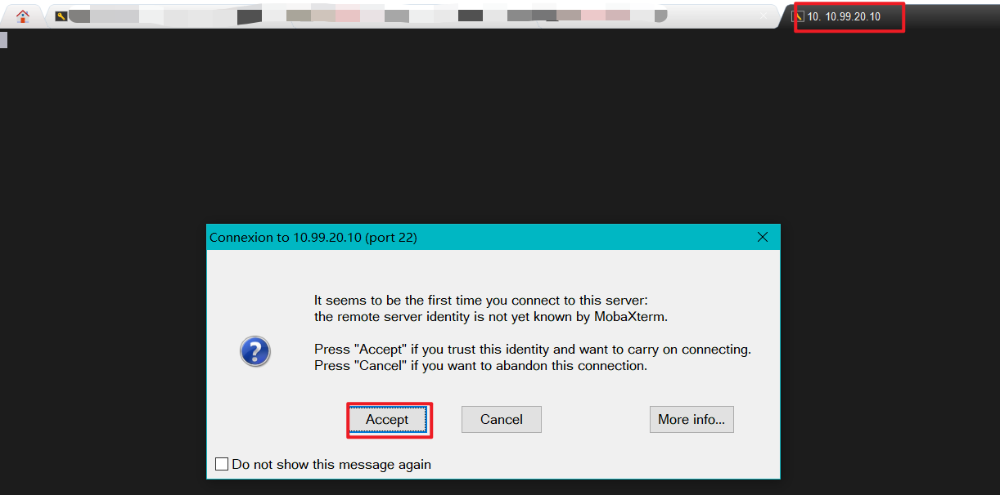 10. 10.99.20.10
Connexion to 10.99.20.10 (port 22)
It seems to be the first time you connect to this server:
the remote server identity is not yet known by MobaXterm.
Press "Accept" if you trust this identity and want to carry on connecting.
Press "Cancel" if you want to abandon this connection.
Accept Cancel More info...
Do not show this message again